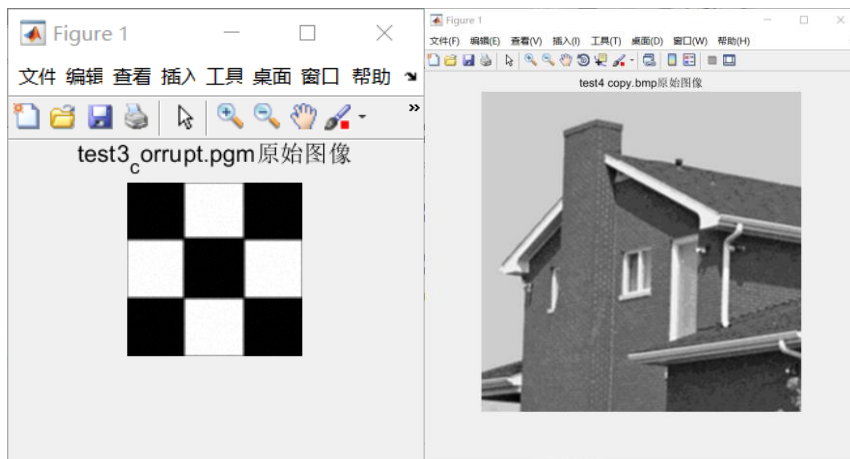 Figure 1
文件 编辑 查看 插入 工具 桌面 窗口 帮助
test3corrupt.pgm原始图像
Figure 1
文件(F) 编辑(E) 查看(V) 插入(I) 工具(T) 桌面(D) 窗口(W) 帮助(H)
test4 copy.bmp原始图像